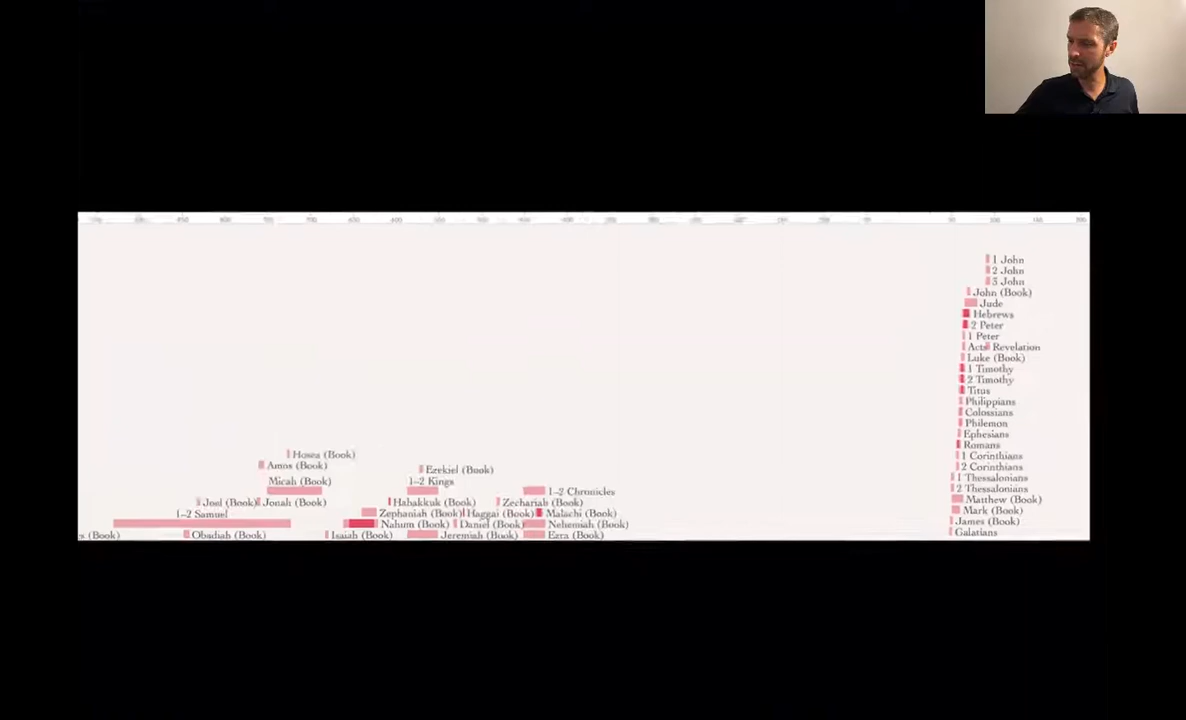 1 John
2 John
3 John
John (Book)
Jude
Hebrews
2 Peter
1 Peter
Acts Revelation
Luke (Book)
1 Timothy
2 Timothy
Titus
Philippians
Colossians
Philemon
Ephesians
Romans
1 Corinthians
2 Corinthians
1 Thessalonians
2 Thessalonians
Matthew (Book)
Mark (Book)
James (Book)
Galatians
Hosea (Book)
Amos (Book)
Ezekiel (Book)
Micah (Book)
1–2 Kings
1–2 Chronicles
Joel (Book) Jonah (Book)
Habakkuk (Book)
Zechariah (Book)
1–2 Samuel
Zephaniah (Book) Haggai (Book)
Malachi (Book)
Nahum (Book) Daniel (Book)
Nehemiah (Book)
s (Book)
Obadiah (Book)
Isaiah (Book)
Jeremiah (Book)
Ezra (Book)